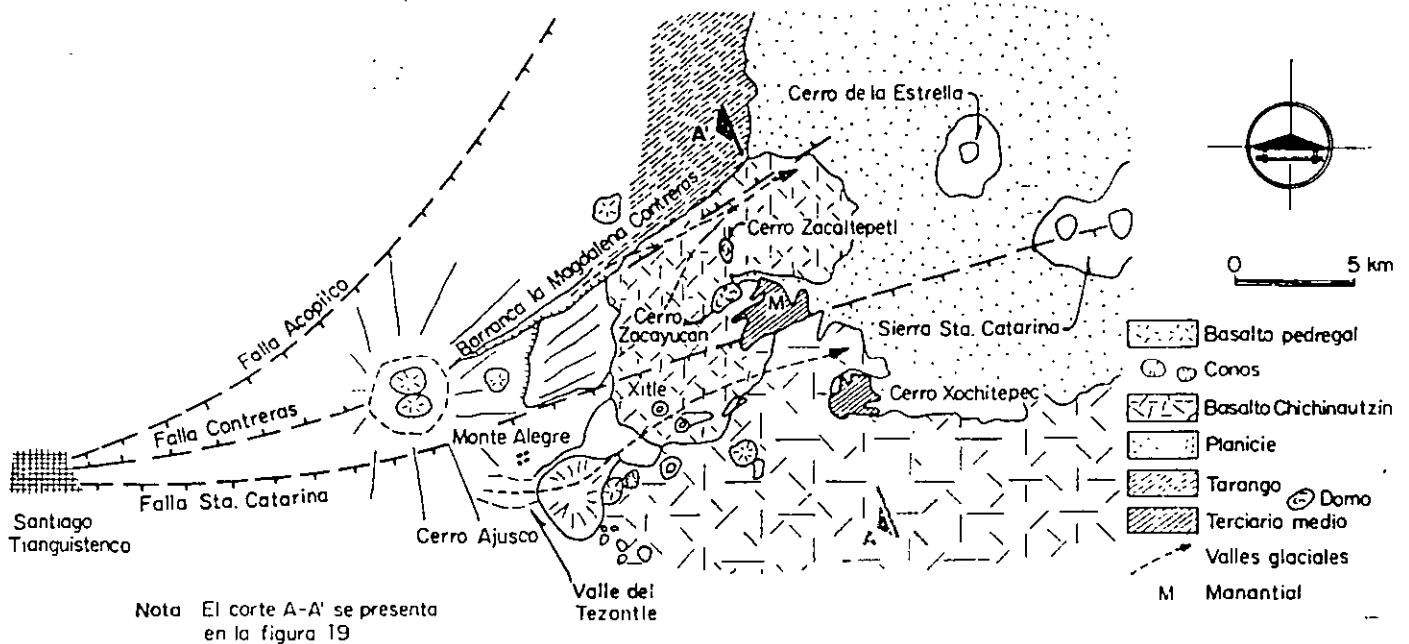 Cerro de la Estrella
A'
Barranca la Magdalena Contreras
Cerro Zacaltepetl
0 5 km
Falla Acopilco
M
Cerro
Zacayucan
Sierra Sta. Catarina
Basalto pedregal
Conos
Xitle
Cerro Xochitepec
Basalto Chichinautzin
Falla Contreras
Monte Alegre
Planicie
Falla Sta. Catarina
Tarango
Domo
Santiago
Tianguistenco
Cerro Ajusco
A
Terciario medio
Valles glaciales
Valle del
Tezontle
M Manantial
Nota El corte A-A' se presenta
en la figura 19